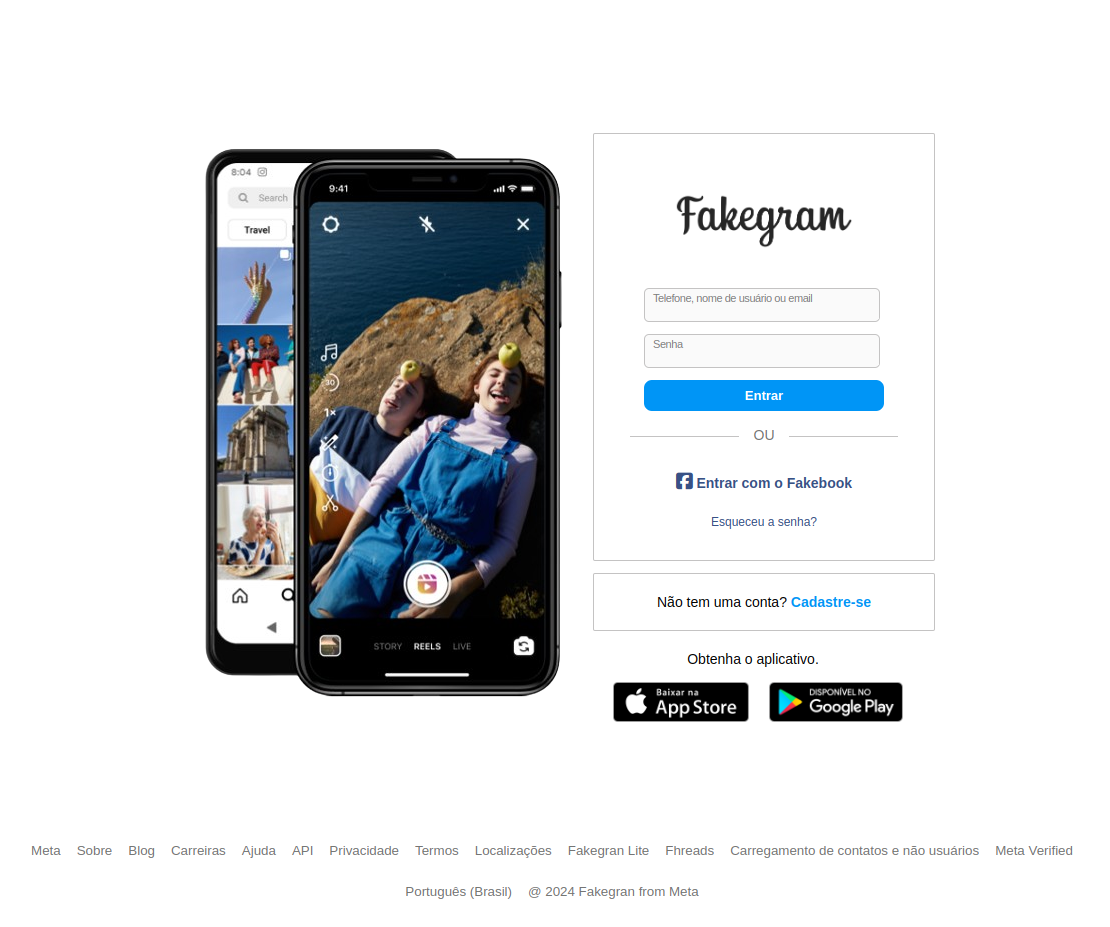 8:04
Search
Travel
9:41
30
1×
STORY REELS LIVE
Fakegram
Telefone, nome de usuário ou email
Senha
Entrar
OU
Entrar com o Fakebook
Esqueceu a senha?
Não tem uma conta? Cadastre-se
Obtenha o aplicativo.
Baixar na
App Store
DISPONÍVEL NO
Google Play
Meta Sobre Blog Carreiras Ajuda API Privacidade Termos Localizações Fakegran Lite Fhreads Carregamento de contatos e não usuários Meta Verified
Português (Brasil) @ 2024 Fakegran from Meta